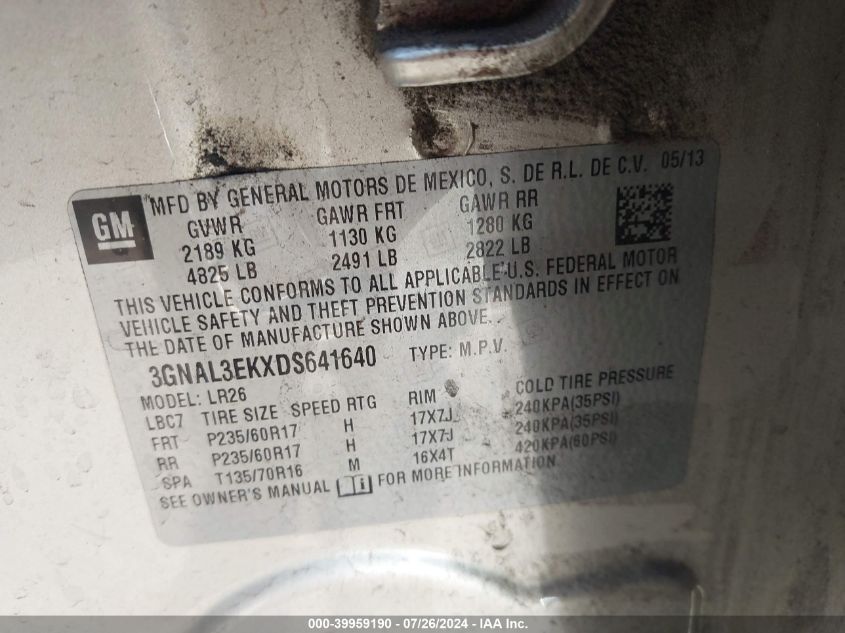 GM
MFD BY GENERAL MOTORS DE MEXICO, S. DE R.L. DE C.V. 05/13
GVWR GAWR FRT GAWR RR
2189 KG 1130 KG 1280 KG
4825 LB 2491 LB 2822 LB
THIS VEHICLE CONFORMS TO ALL APPLICABLE U.S. FEDERAL MOTOR
VEHICLE SAFETY AND THEFT PREVENTION STANDARDS IN EFFECT ON
THE DATE OF MANUFACTURE SHOWN ABOVE.
3GNAL3EKXDS641640 TYPE: M.P.V.
MODEL: LR26
LBC7 TIRE SIZE SPEED RTG RIM COLD TIRE PRESSURE
FRT P235/60R17 H 17X7J 240KPA(35PSI)
RR P235/60R17 H 17X7J 240KPA(35PSI)
SPA T135/70R16 M 16X4T 420KPA(60PSI)
SEE OWNER'S MANUAL FOR MORE INFORMATION
000-39959190 - 07/26/2024 - IAA Inc.